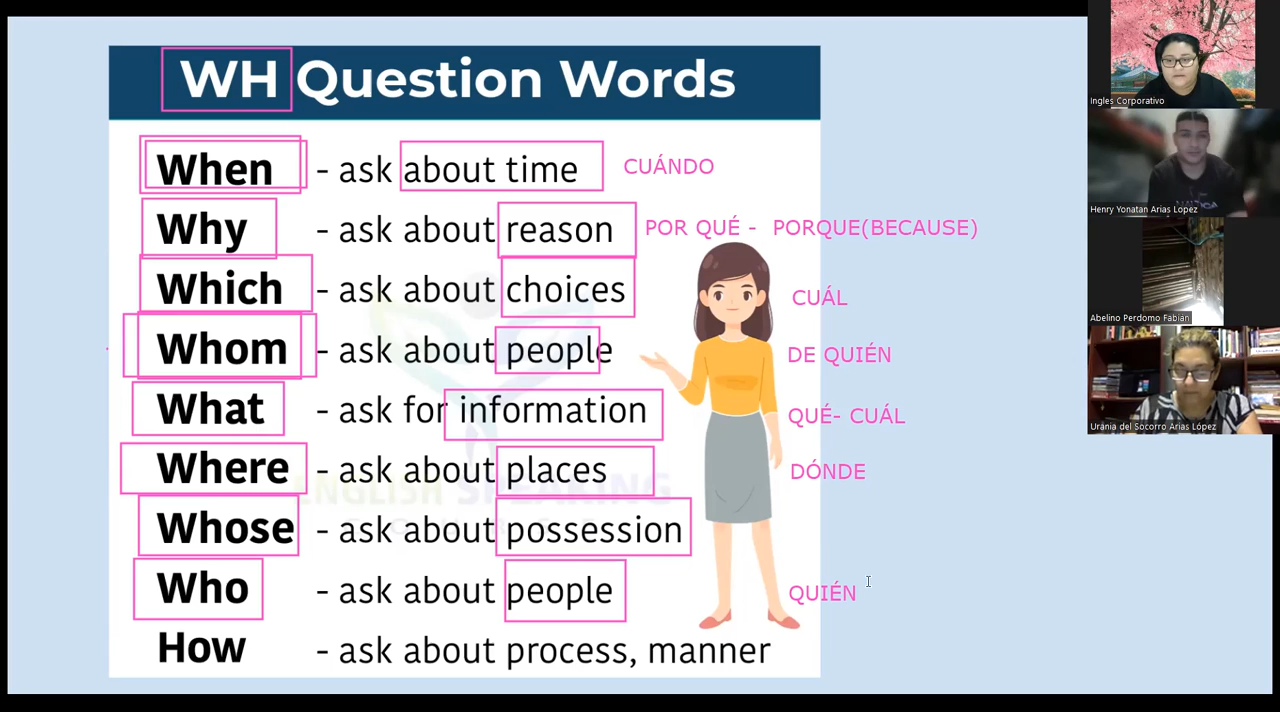 WH Question Words
When - ask about time CUÁNDO
Why - ask about reason POR QUÉ - PORQUE(BECAUSE)
Which - ask about choices CUÁL
Whom - ask about people DE QUIÉN
What - ask for information QUÉ- CUÁL
Where - ask about places DÓNDE
ENGLISH SPEAKING
Whose - ask about possession
Who - ask about people QUIÉN
How - ask about process, manner
Ingles Corporativo
Henry Yonatan Arias Lopez
Abelino Perdomo Fabian
Urania del Socorro Arias López